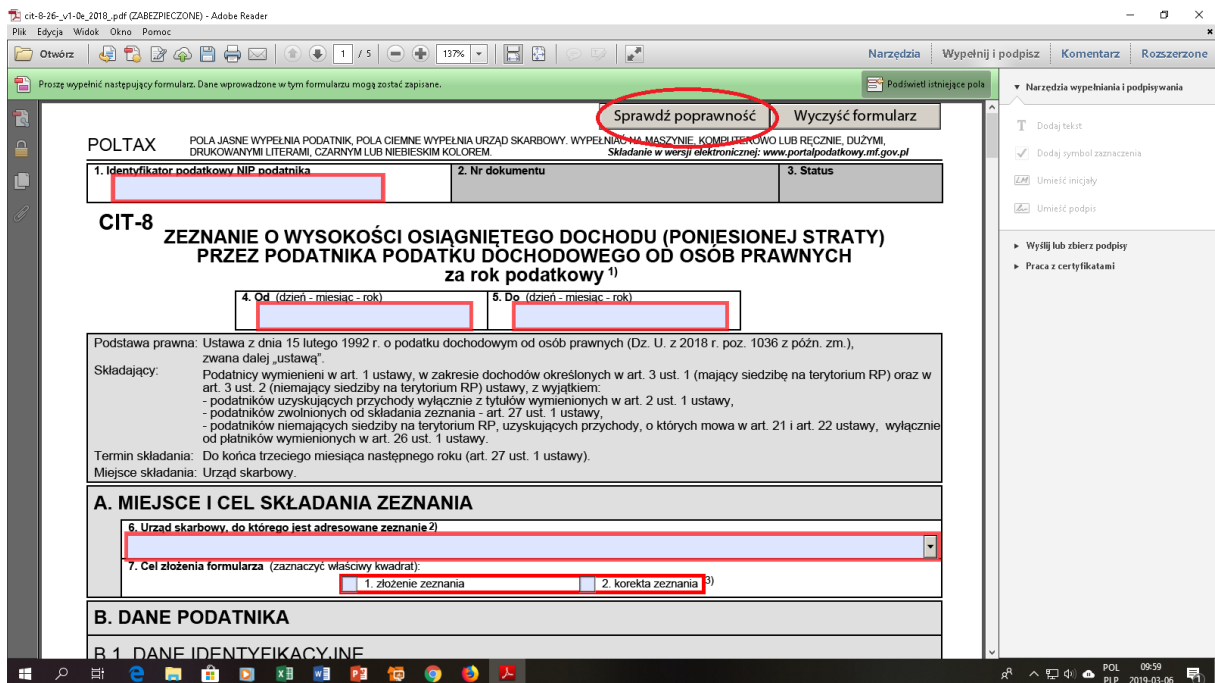 cit-8-26-_v1-0e_2018_.pdf (ZABEZPIECZONE) - Adobe Reader
Plik Edycja Widok Okno Pomoc
Otwórz 1 / 5 137% Narzędzia Wypełnij i podpisz Komentarz Rozszerzone
Proszę wypełnić następujący formularz. Dane wprowadzone w tym formularzu mogą zostać zapisane. Podświetl istniejące pola
Narzędzia wypełniania i podpisywania
Dodaj tekst
Dodaj symbol zaznaczenia
Umieść inicjały
Umieść podpis
Wyślij lub zbierz podpisy
Praca z certyfikatami
Sprawdź poprawność Wyczyść formularz
POLTAX POLA JASNE WYPEŁNIA PODATNIK, POLA CIEMNE WYPEŁNIA URZĄD SKARBOWY. WYPEŁNIAĆ NA MASZYNIE, KOMPUTEROWO LUB RĘCZNIE, DUŻYMI,
DRUKOWANYMI LITERAMI, CZARNYM LUB NIEBIESKIM KOLOREM. Składanie w wersji elektronicznej: www.portalpodatkowy.mf.gov.pl
1. Identyfikator podatkowy NIP podatnika 2. Nr dokumentu 3. Status
CIT-8
ZEZNANIE O WYSOKOŚCI OSIĄGNIĘTEGO DOCHODU (PONIESIONEJ STRATY)
PRZEZ PODATNIKA PODATKU DOCHODOWEGO OD OSÓB PRAWNYCH
za rok podatkowy 1)
4. Od (dzień - miesiąc - rok) 5. Do (dzień - miesiąc - rok)
Podstawa prawna: Ustawa z dnia 15 lutego 1992 r. o podatku dochodowym od osób prawnych (Dz. U. z 2018 r. poz. 1036 z późn. zm.),
zwana dalej „ustawą”.
Składający: Podatnicy wymienieni w art. 1 ustawy, w zakresie dochodów określonych w art. 3 ust. 1 (mający siedzibę na terytorium RP) oraz w
art. 3 ust. 2 (niemający siedziby na terytorium RP) ustawy, z wyjątkiem:
- podatników uzyskujących przychody wyłącznie z tytułów wymienionych w art. 2 ust. 1 ustawy,
- podatników zwolnionych od składania zeznania - art. 27 ust. 1 ustawy,
- podatników niemających siedziby na terytorium RP, uzyskujących przychody, o których mowa w art. 21 i art. 22 ustawy, wyłącznie
od płatników wymienionych w art. 26 ust. 1 ustawy.
Termin składania: Do końca trzeciego miesiąca następnego roku (art. 27 ust. 1 ustawy).
Miejsce składania: Urząd skarbowy.
A. MIEJSCE I CEL SKŁADANIA ZEZNANIA
6. Urząd skarbowy, do którego jest adresowane zeznanie 2)
7. Cel złożenia formularza (zaznaczyć właściwy kwadrat):
1. złożenie zeznania 2. korekta zeznania 3)
B. DANE PODATNIKA
B.1. DANE IDENTYFIKACYJNE
POL 09:59
PLP 2019-03-06